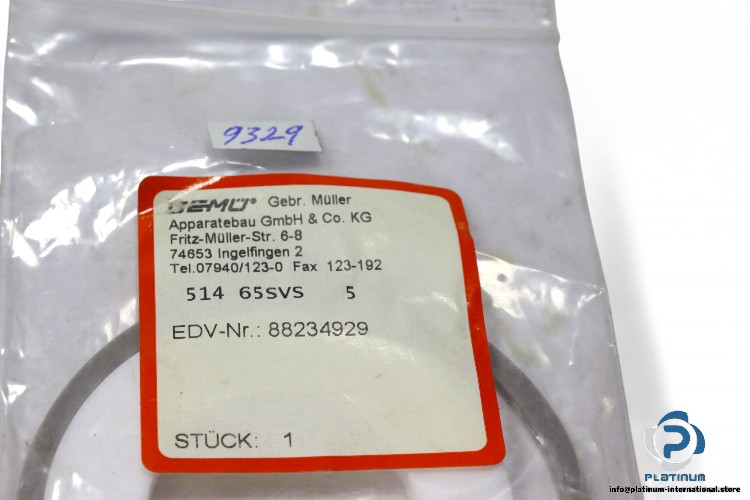 9329
GEMÜ® Gebr. Müller
Apparatebau GmbH & Co. KG
Fritz-Müller-Str. 6-8
74653 Ingelfingen 2
Tel.07940/123-0 Fax 123-192
514 65SVS 5
EDV-Nr.: 88234929
STÜCK: 1
PLATINUM
info@platinum-international.store